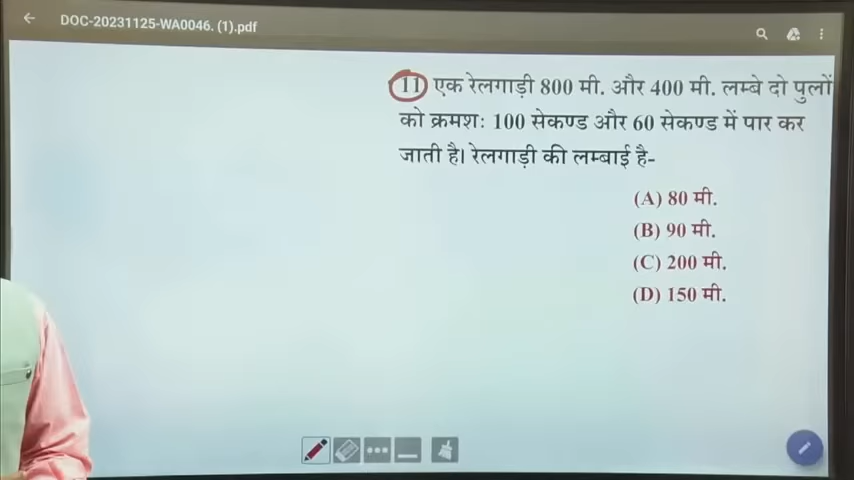 DOC-20231125-WA0046. (1).pdf
11 एक रेलगाड़ी 800 मी. और 400 मी. लम्बे दो पुलों
को क्रमशः 100 सेकण्ड और 60 सेकण्ड में पार कर
जाती है। रेलगाड़ी की लम्बाई है-
(A) 80 मी.
(B) 90 मी.
(C) 200 मी.
(D) 150 मी.